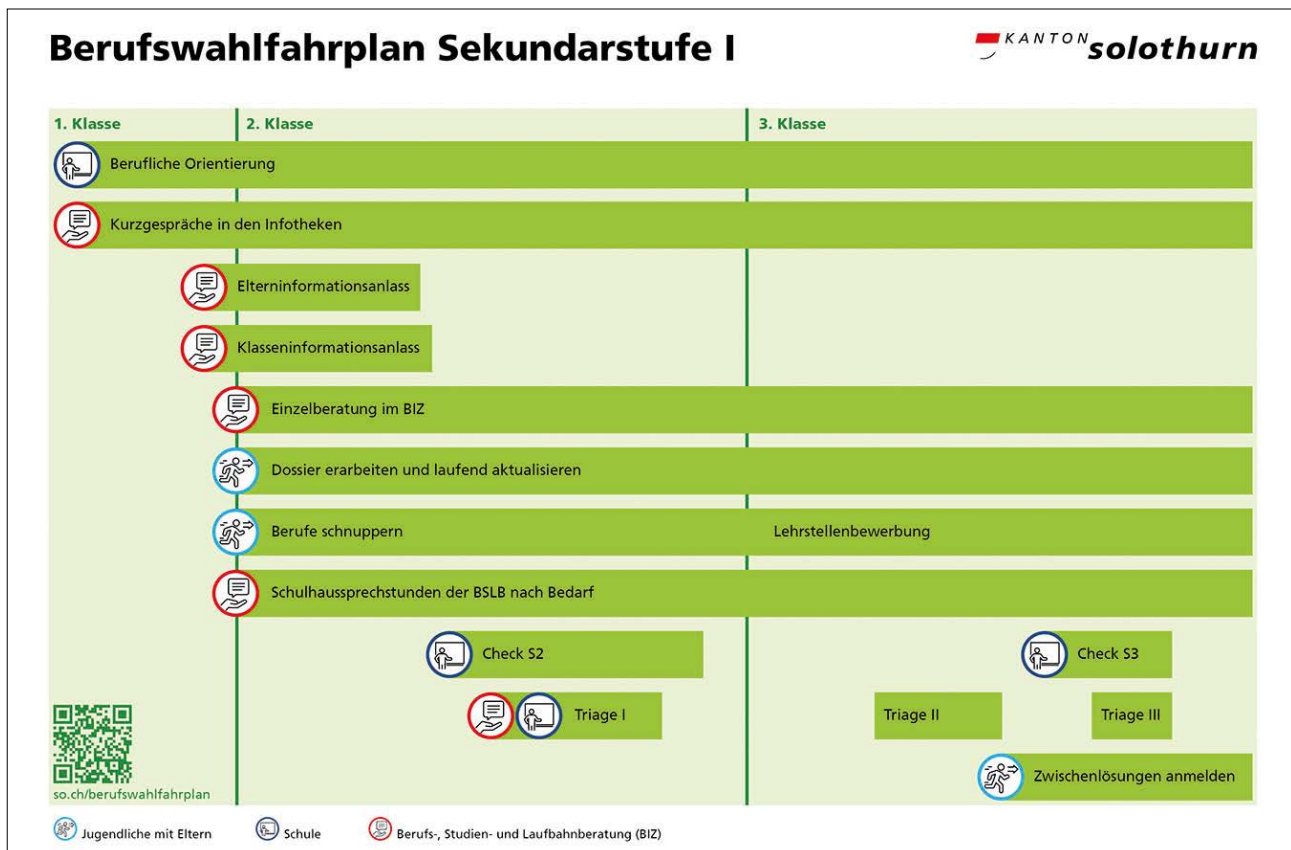 Berufswahlfahrplan Sekundarstufe I
KANTON solothurn
1. Klasse
2. Klasse
3. Klasse
Berufliche Orientierung
Kurzgespräche in den Infotheken
Elterninformationsanlass
Klasseninformationsanlass
Einzelberatung im BIZ
Dossier erarbeiten und laufend aktualisieren
Berufe schnuppern
Lehrstellenbewerbung
Schulhaussprechstunden der BSLB nach Bedarf
Check S2
Check S3
Triage I
Triage II
Triage III
Zwischenlösungen anmelden
so.ch/berufswahlfahrplan
Jugendliche mit Eltern
Schule
Berufs-, Studien- und Laufbahnberatung (BIZ)